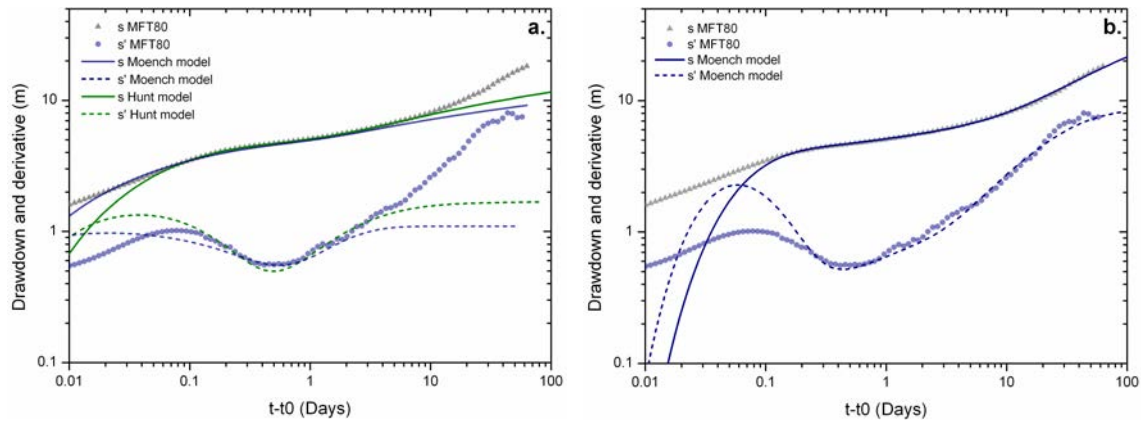 a.
s MFT80
s' MFT80
s Moench model
s' Moench model
s Hunt model
s' Hunt model
Drawdown and derivative (m)
10
1
0.1
0.01
0.1
1
10
100
t-t0 (Days)
b.
s MFT80
s' MFT80
s Moench model
s' Moench model
Drawdown and derivative (m)
10
1
0.1
0.01
0.1
1
10
100
t-t0 (Days)